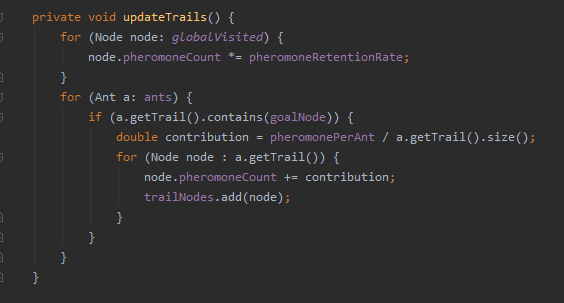 private void updateTrails() {
for (Node node: globalVisited) {
node.pheromoneCount *= pheromoneRetentionRate;
}
for (Ant a: ants) {
if (a.getTrail().contains(goalNode)) {
double contribution = pheromonePerAnt / a.getTrail().size();
for (Node node : a.getTrail()) {
node.pheromoneCount += contribution;
trailNodes.add(node);
}
}
}
}